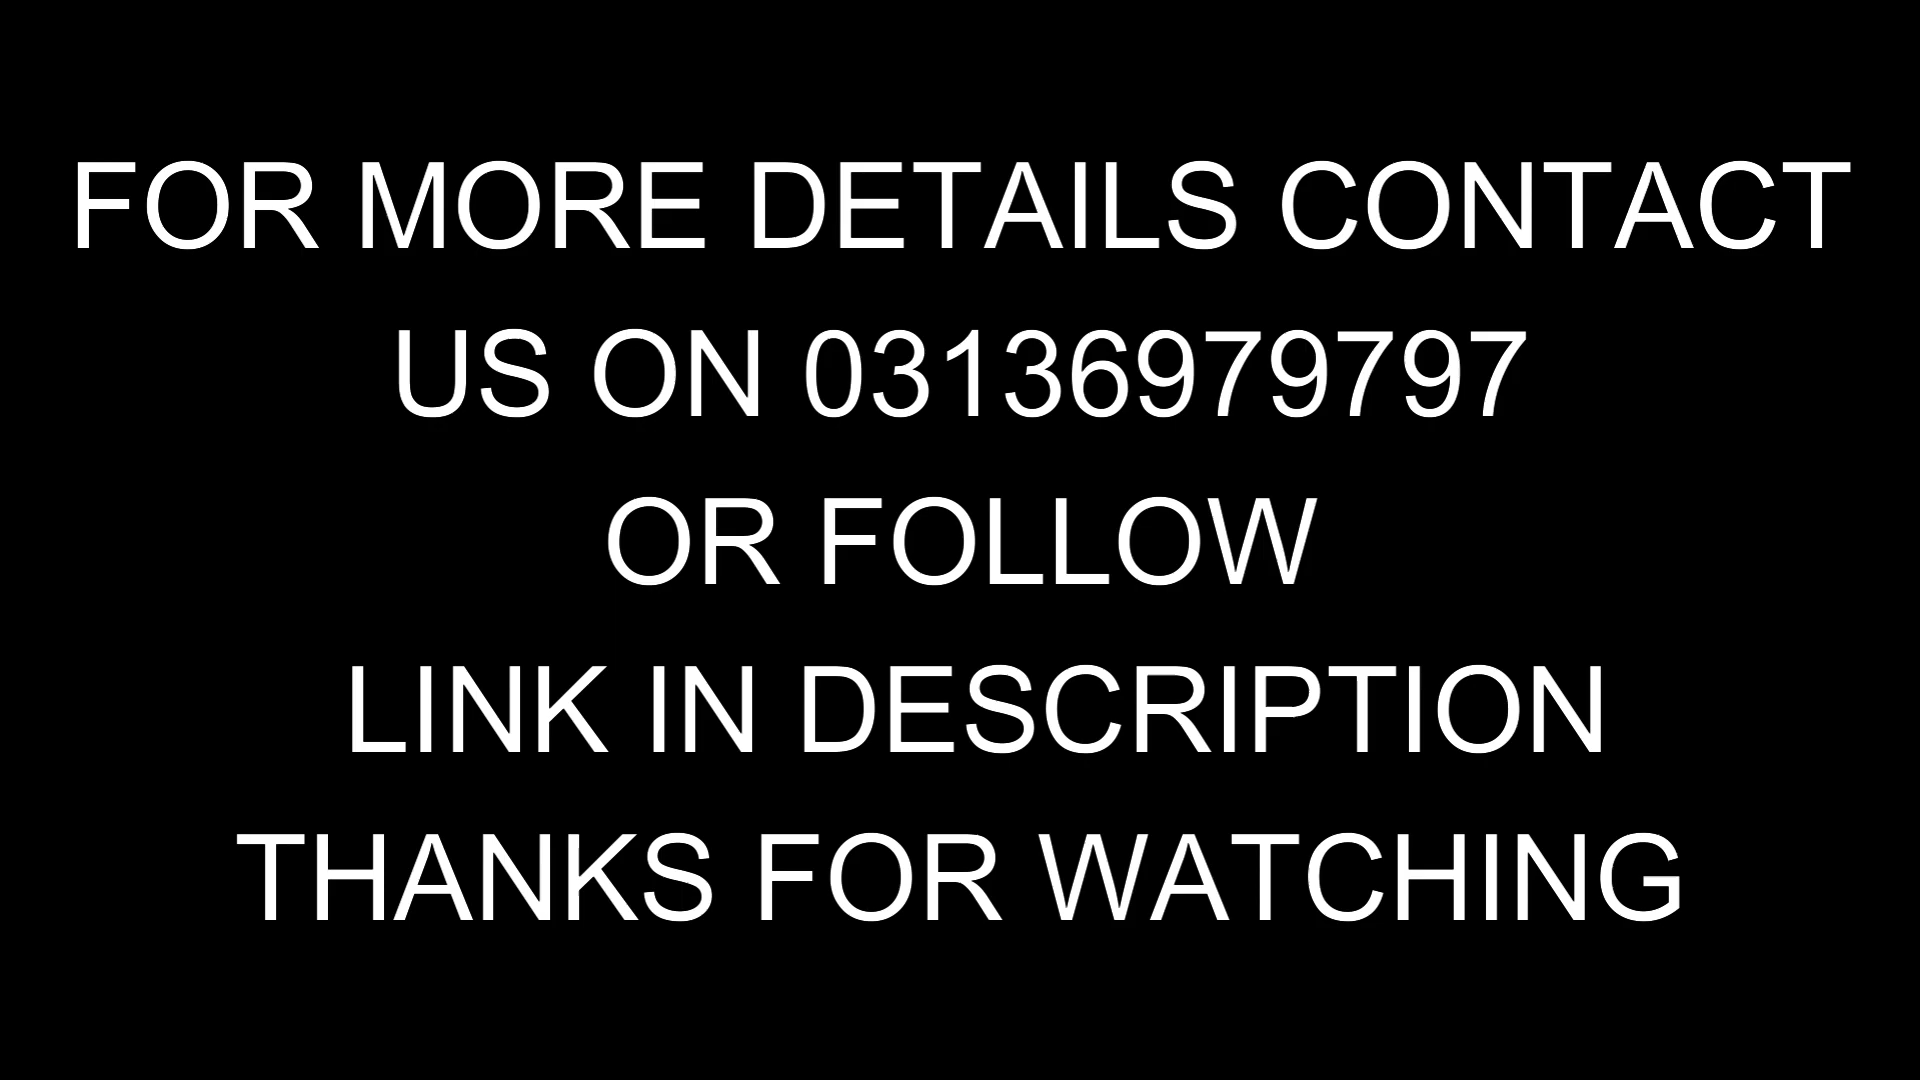 FOR MORE DETAILS CONTACT
US ON 03136979797
OR FOLLOW
LINK IN DESCRIPTION
THANKS FOR WATCHING